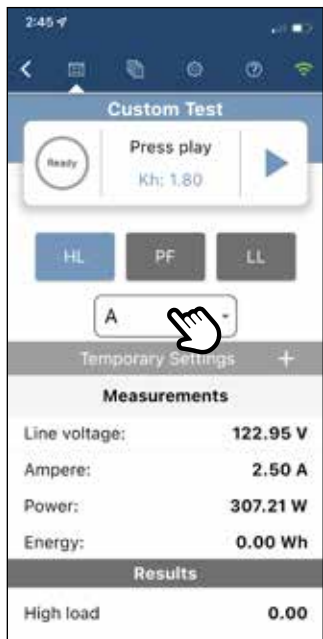 2:45
Custom Test
Ready
Press play
Kh: 1.80
HL PF LL
A
Temporary Settings +
Measurements
Line voltage: 122.95 V
Ampere: 2.50 A
Power: 307.21 W
Energy: 0.00 Wh
Results
High load 0.00